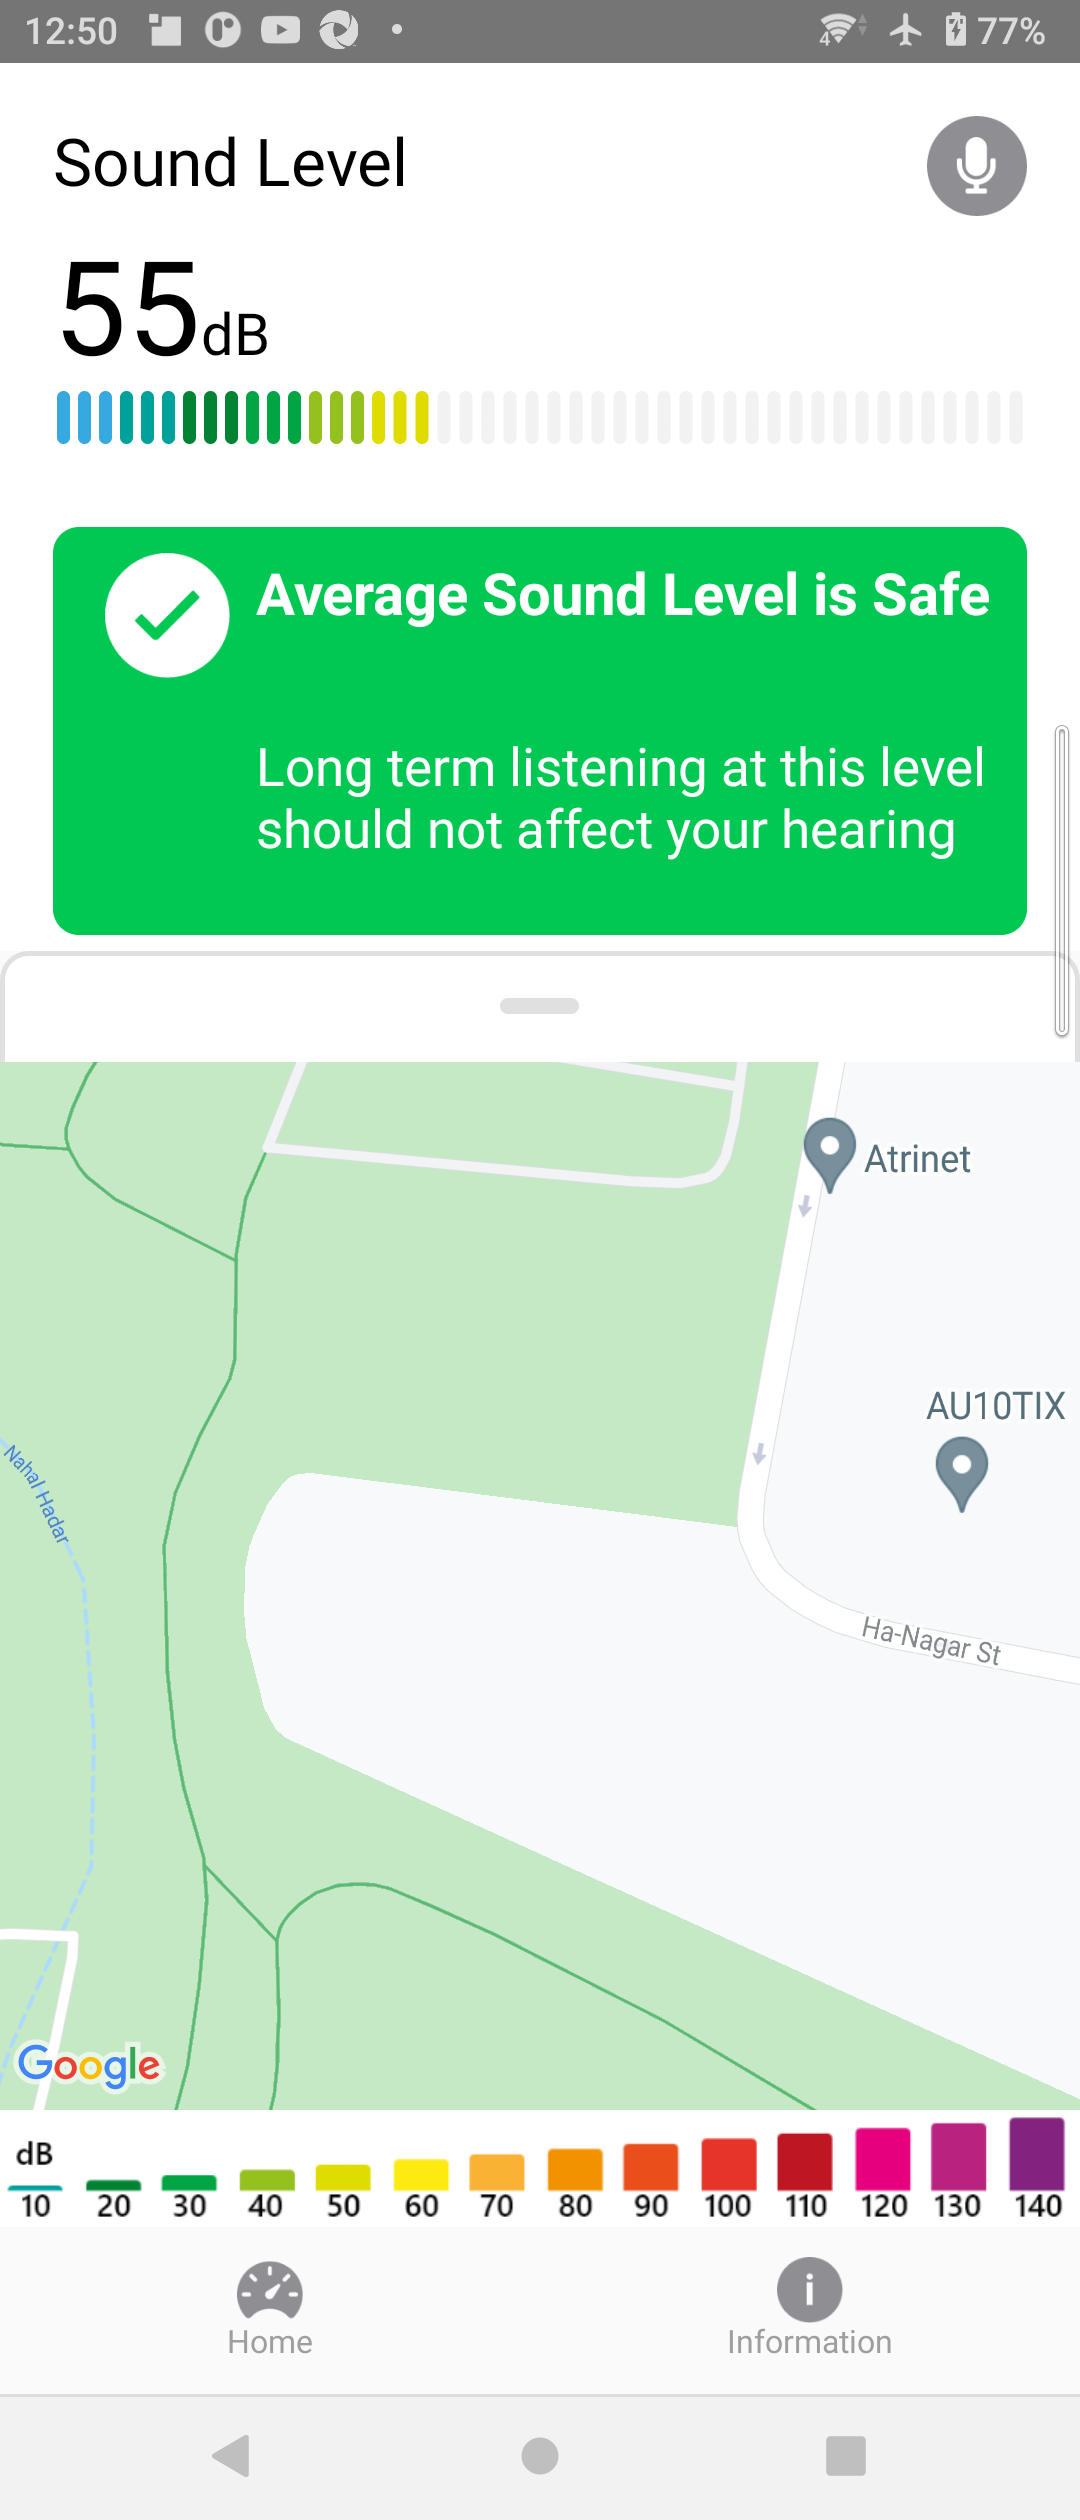 12:50
4
77%
Sound Level
55dB
Average Sound Level is Safe
Long term listening at this level
should not affect your hearing
Atrinet
AU10TIX
Nahal Hadar
Ha-Nagar St
Google
dB
10 20 30 40 50 60 70 80 90 100 110 120 130 140
Home
Information